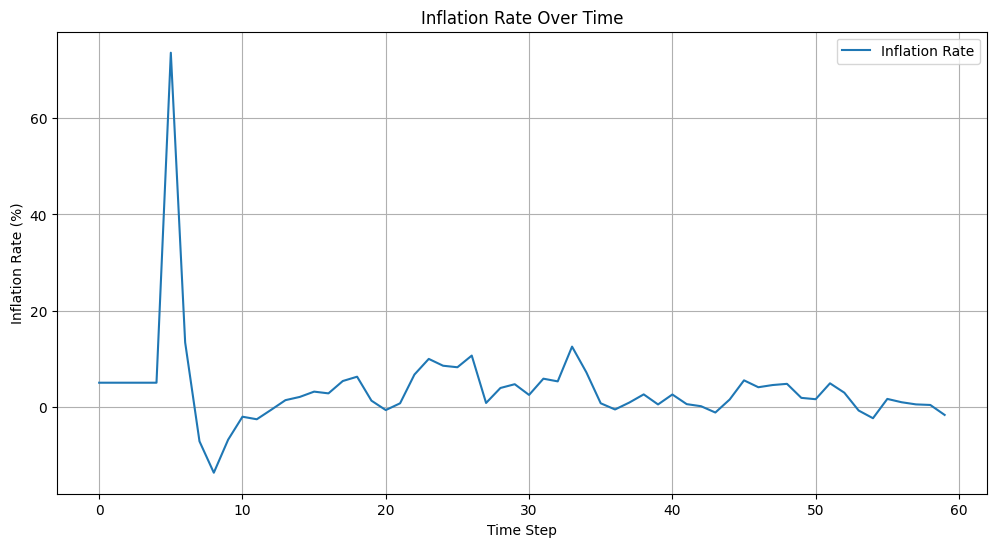 Inflation Rate Over Time
Inflation Rate
Inflation Rate (%)
60
40
20
0
0 10 20 30 40 50 60
Time Step